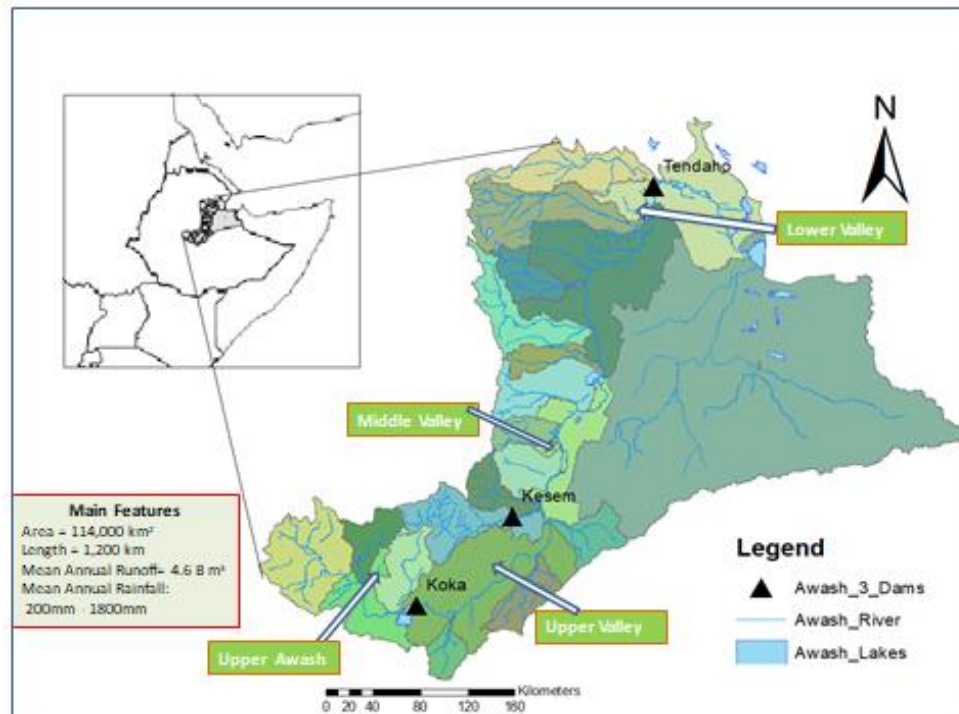 N
Tendaho
Lower Valley
Middle Valley
Kesem
Main Features
Area = 114,000 km²
Length = 1,200 km
Mean Annual Runoff= 4.6 B m³
Mean Annual Rainfall:
200mm - 1800mm
Koka
Upper Valley
Upper Awash
Legend
Awash_3_Dams
Awash_River
Awash_Lakes
Kilometers
0 20 40 80 120 160